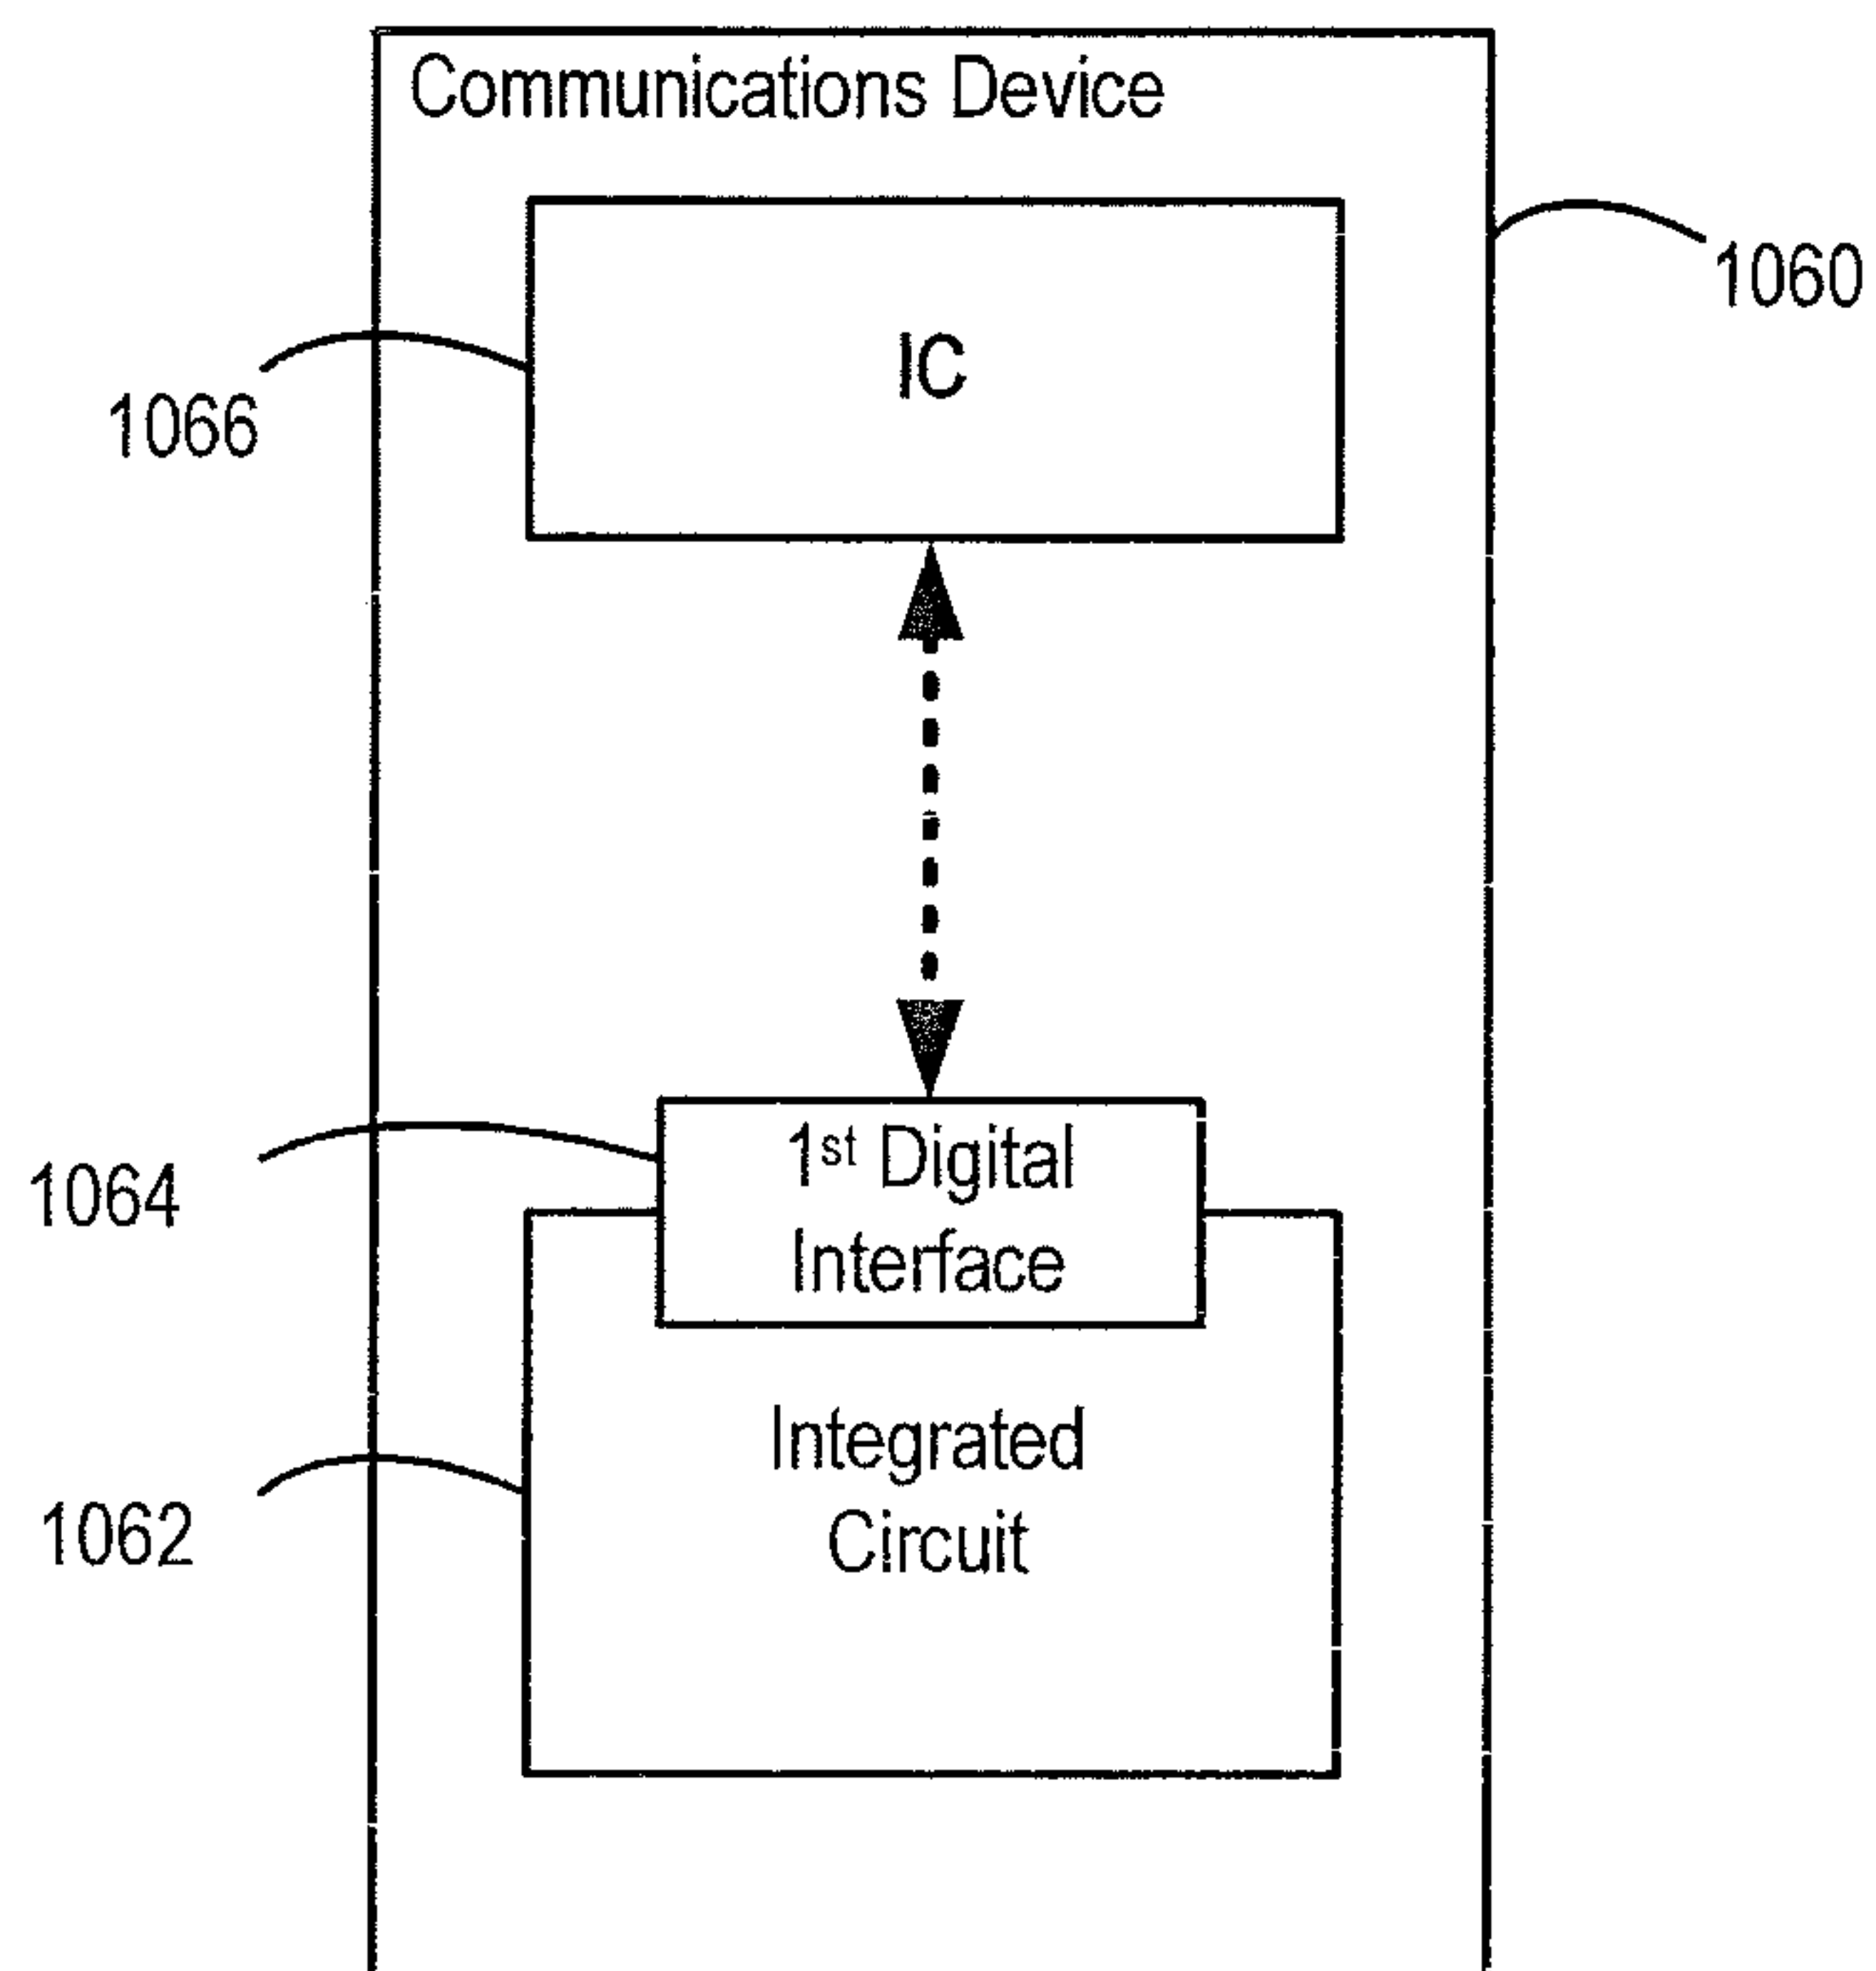 Communications Device
1060
IC
1066
1st Digital
Interface
1064
Integrated
Circuit
1062